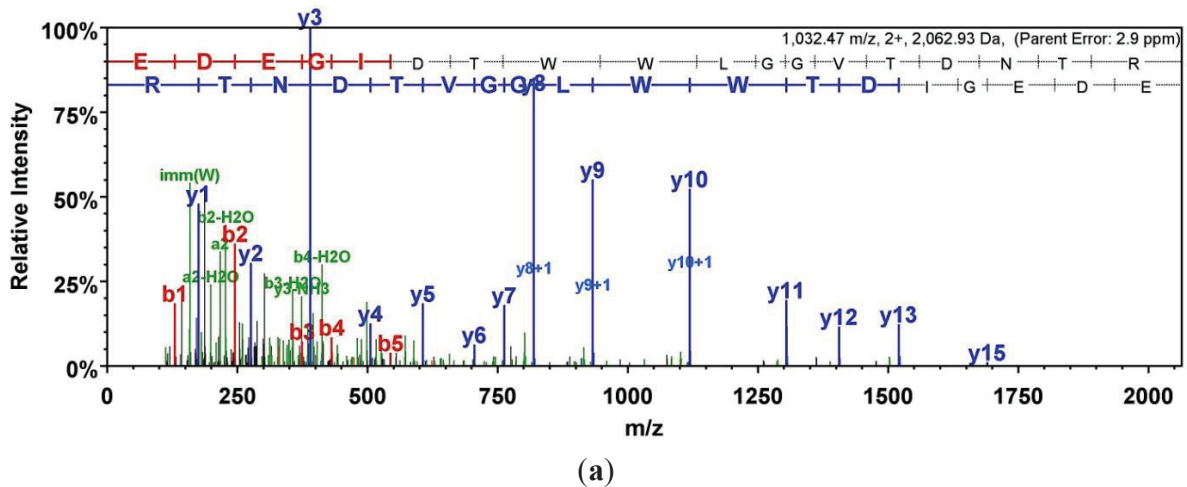 y3
100%
1,032.47 m/z, 2+, 2,062.93 Da, (Parent Error: 2.9 ppm)
E D E G I D T W W L G G V T D N T R
R T N D T V G G y8 L W W T D I G E D E
75%
imm(W)
y9
y10
50%
y1
b2-H2O
b2
a2
y2
b4-H2O
y8+1
y10+1
a2-H2O
b3-H2O
y3-NH3
y9+1
25%
b1
y5
y7
y11
b3
b4
y4
y12
y13
b5
y6
y15
0%
0 250 500 750 1000 1250 1500 1750 2000
m/z
Relative Intensity
(a)